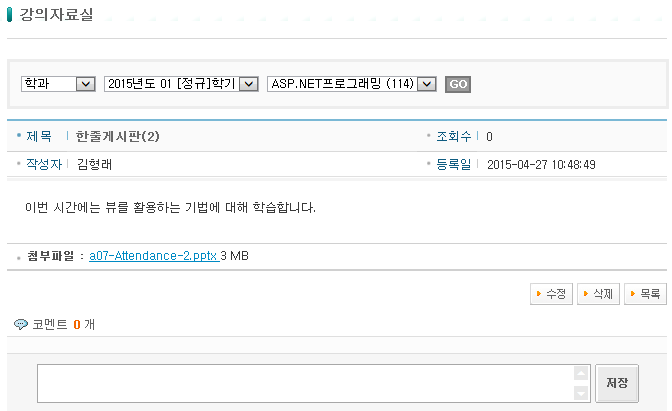 강의자료실
학과 2015년도 01 [정규]학기 ASP.NET프로그래밍 (114) GO
제목 한줄게시판(2) 조회수 0
작성자 김형래 등록일 2015-04-27 10:48:49
이번 시간에는 뷰를 활용하는 기법에 대해 학습합니다.
첨부파일 : a07-Attendance-2.pptx 3 MB
수정 삭제 목록
코멘트 0 개
저장